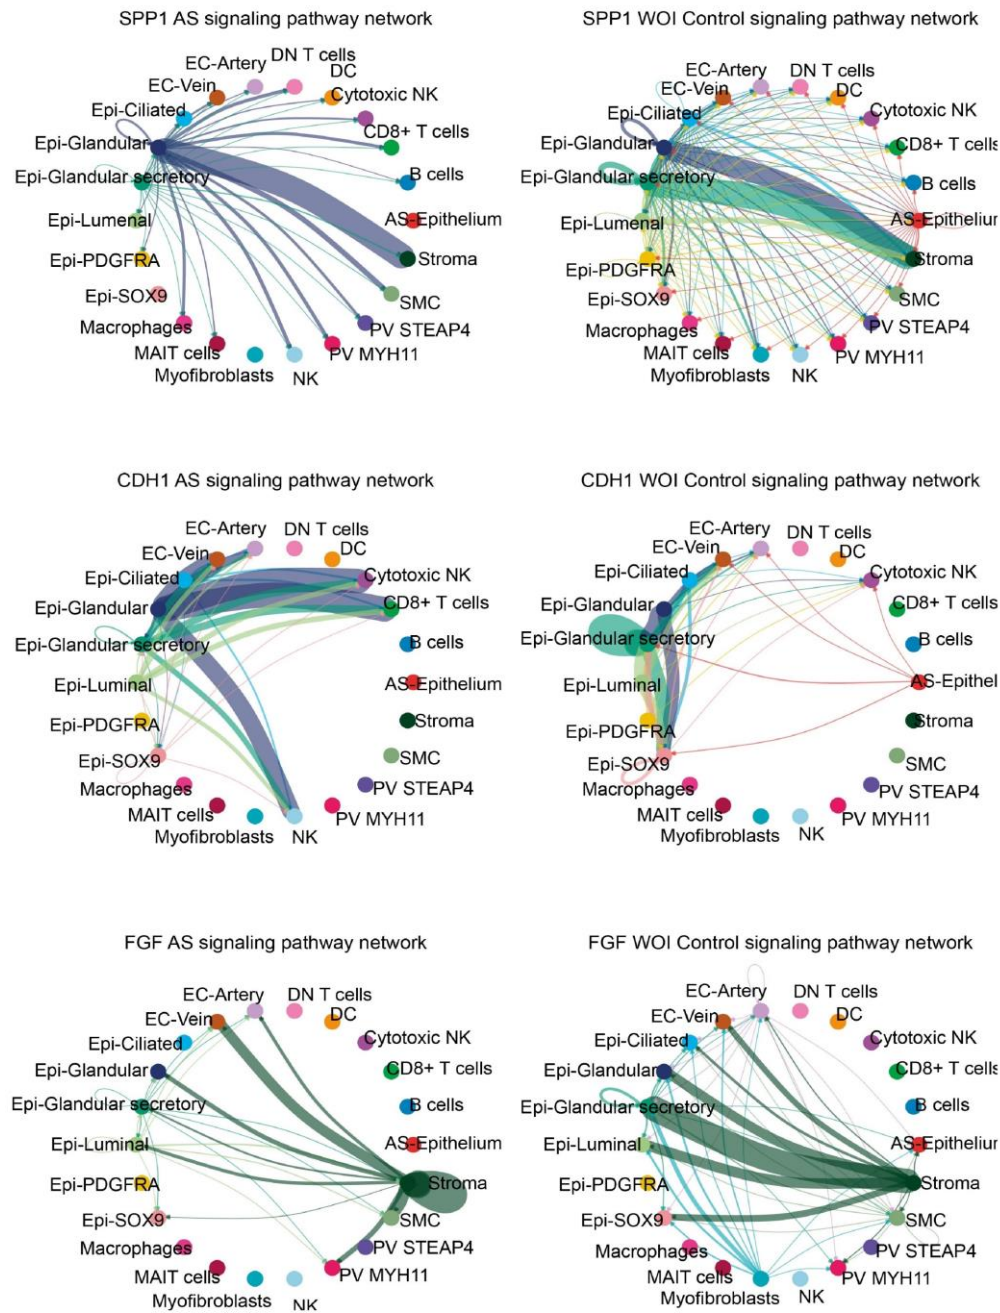 SPP1 AS signaling pathway network
EC-Artery
DN T cells
DC
EC-Vein
Cytotoxic NK
Epi-Ciliated
CD8+ T cells
Epi-Glandular
Epi-Glandular secretory
B cells
Epi-Lumenal
AS-Epithelium
Epi-PDGFRA
Stroma
Epi-SOX9
SMC
Macrophages
PV STEAP4
MAIT cells
PV MYH11
Myofibroblasts
NK
SPP1 WOI Control signaling pathway network
EC-Artery
DN T cells
DC
EC-Vein
Cytotoxic NK
Epi-Ciliated
CD8+ T cells
Epi-Glandular
Epi-Glandular secretory
B cells
Epi-Lumenal
AS-Epithelium
Epi-PDGFRA
Stroma
Epi-SOX9
SMC
Macrophages
PV STEAP4
MAIT cells
PV MYH11
Myofibroblasts
NK
CDH1 AS signaling pathway network
EC-Artery
DN T cells
DC
EC-Vein
Cytotoxic NK
Epi-Ciliated
CD8+ T cells
Epi-Glandular
Epi-Glandular secretory
B cells
Epi-Luminal
AS-Epithelium
Epi-PDGFRA
Stroma
Epi-SOX9
SMC
Macrophages
PV STEAP4
MAIT cells
PV MYH11
Myofibroblasts
NK
CDH1 WOI Control signaling pathway network
EC-Artery
DN T cells
DC
EC-Vein
Cytotoxic NK
Epi-Ciliated
CD8+ T cells
Epi-Glandular
Epi-Glandular secretory
B cells
Epi-Luminal
AS-Epithel
Epi-PDGFRA
Stroma
Epi-SOX9
SMC
Macrophages
PV STEAP4
MAIT cells
PV MYH11
Myofibroblasts
NK
FGF AS signaling pathway network
EC-Artery
DN T cells
DC
EC-Vein
Cytotoxic NK
Epi-Ciliated
CD8+ T cells
Epi-Glandular
Epi-Glandular secretory
B cells
Epi-Luminal
AS-Epithelium
Epi-PDGFRA
Stroma
Epi-SOX9
SMC
Macrophages
PV STEAP4
MAIT cells
PV MYH11
Myofibroblasts
NK
FGF WOI Control signaling pathway network
EC-Artery
DN T cells
DC
EC-Vein
Cytotoxic NK
Epi-Ciliated
CD8+ T cells
Epi-Glandular
Epi-Glandular secretory
B cells
Epi-Luminal
AS-Epithelium
Epi-PDGFRA
Stroma
Epi-SOX9
SMC
Macrophages
PV STEAP4
MAIT cells
PV MYH11
Myofibroblasts
NK